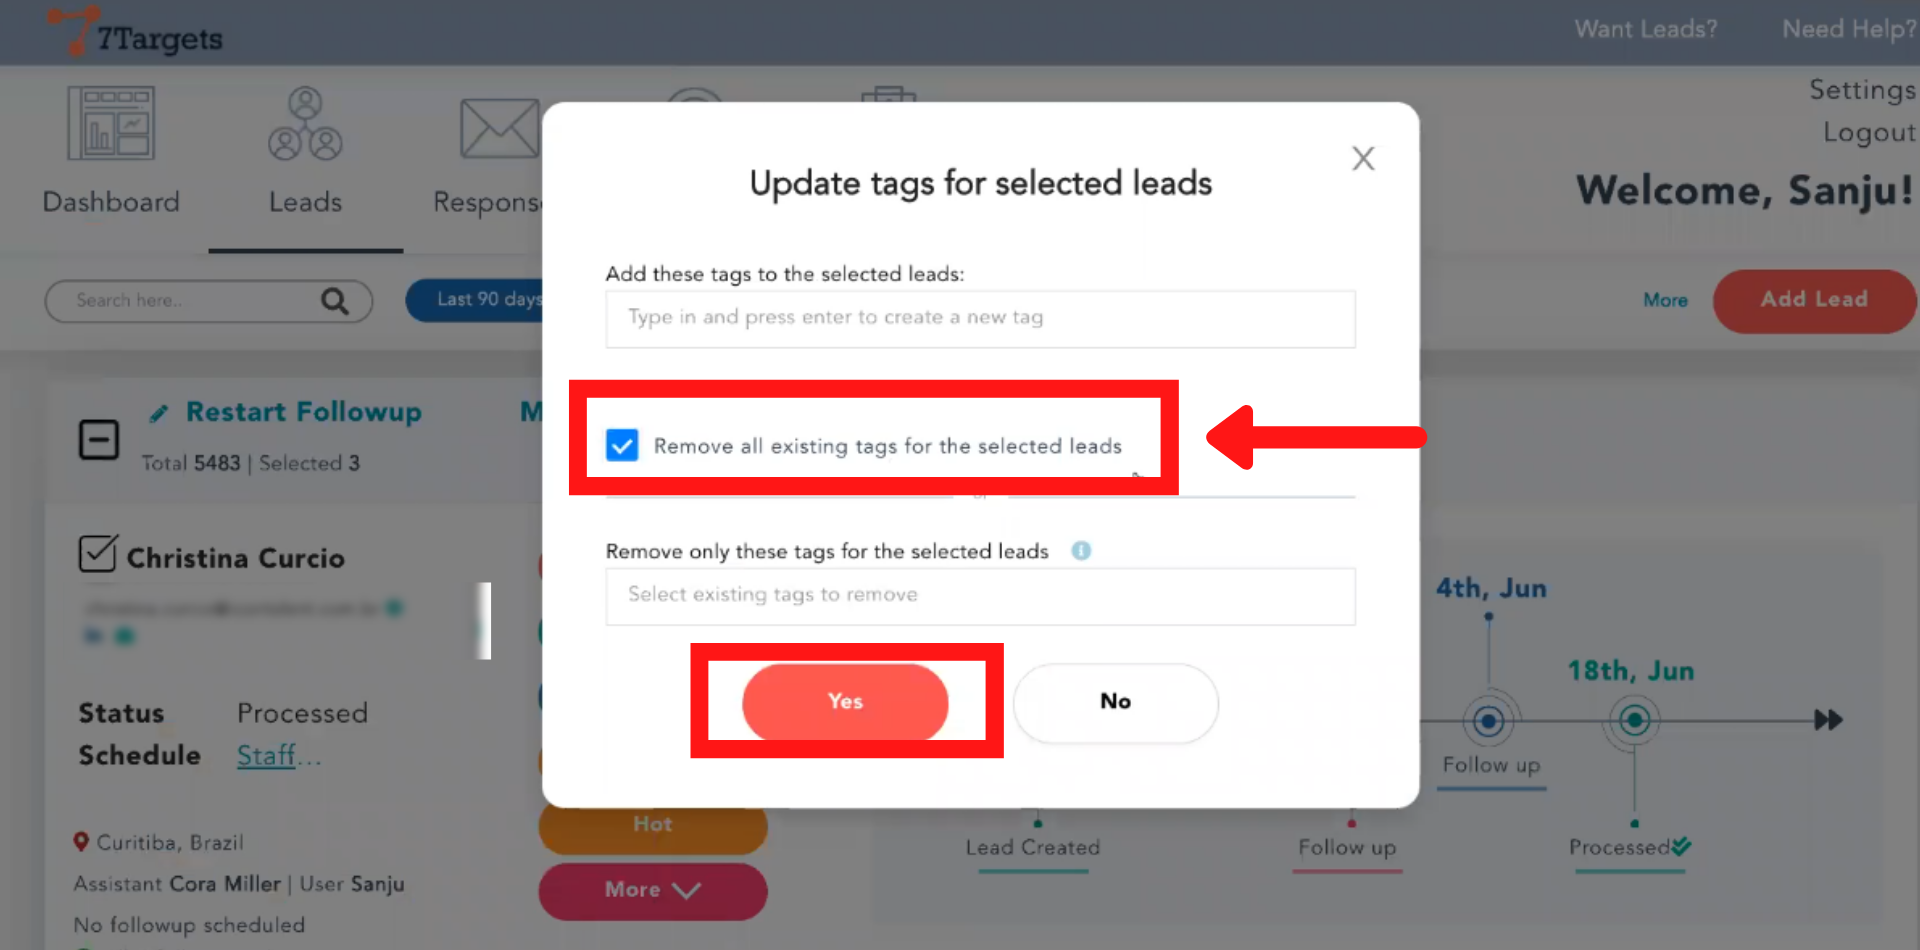 7Targets
Want Leads? Need Help?
Settings
Logout
Welcome, Sanju!
Dashboard
Leads
Respons
Search here..
Last 90 days
More
Add Lead
Update tags for selected leads
X
Add these tags to the selected leads:
Type in and press enter to create a new tag
Restart Followup
M
Total 5483 | Selected 3
Remove all existing tags for the selected leads
Remove only these tags for the selected leads
Select existing tags to remove
Yes
No
Christina Curcio
Status Processed
Schedule Staff...
Curitiba, Brazil
Assistant Cora Miller | User Sanju
No followup scheduled
Hot
More
4th, Jun
18th, Jun
Follow up
Lead Created
Follow up
Processed